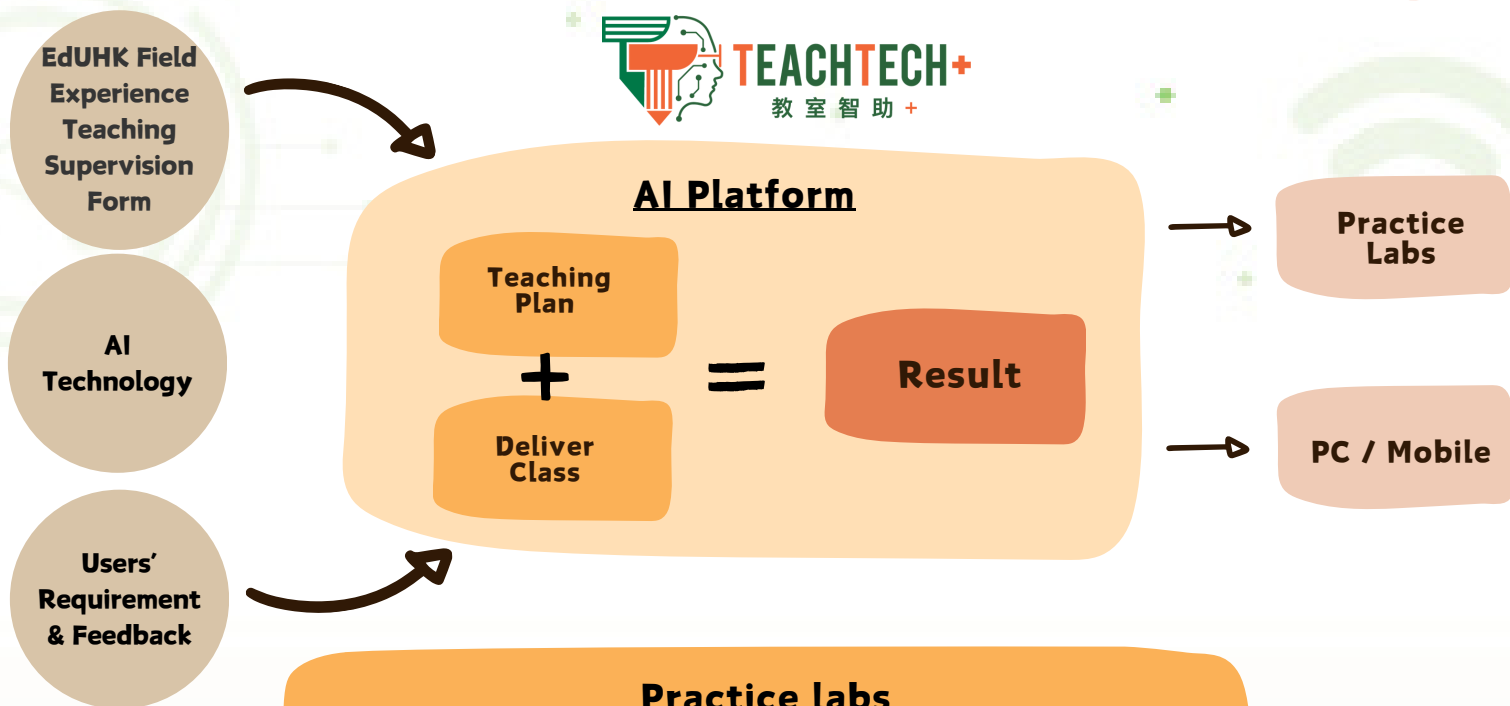 EdUHK Field
Experience
Teaching
Supervision
Form
AI
Technology
Users’
Requirement
& Feedback
TEACHTECH+
教室智助+
AI Platform
Teaching
Plan
+
Deliver
Class
=
Result
Practice
Labs
PC / Mobile
Practice labs